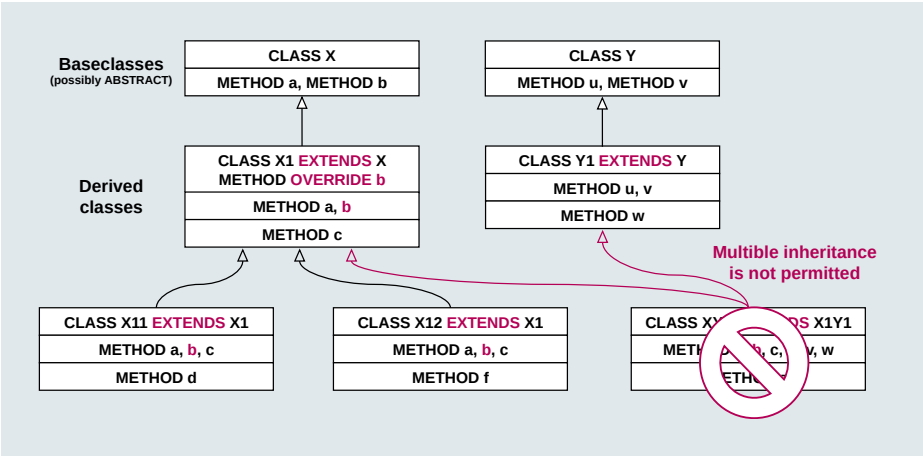 Baseclasses
(possibly ABSTRACT)
CLASS X
METHOD a, METHOD b
CLASS Y
METHOD u, METHOD v
Derived
classes
CLASS X1 EXTENDS X
METHOD OVERRIDE b
METHOD a, b
METHOD c
CLASS Y1 EXTENDS Y
METHOD u, v
METHOD w
Multible inheritance
is not permitted
CLASS X11 EXTENDS X1
METHOD a, b, c
METHOD d
CLASS X12 EXTENDS X1
METHOD a, b, c
METHOD f
CLASS X1Y1
c, v, w